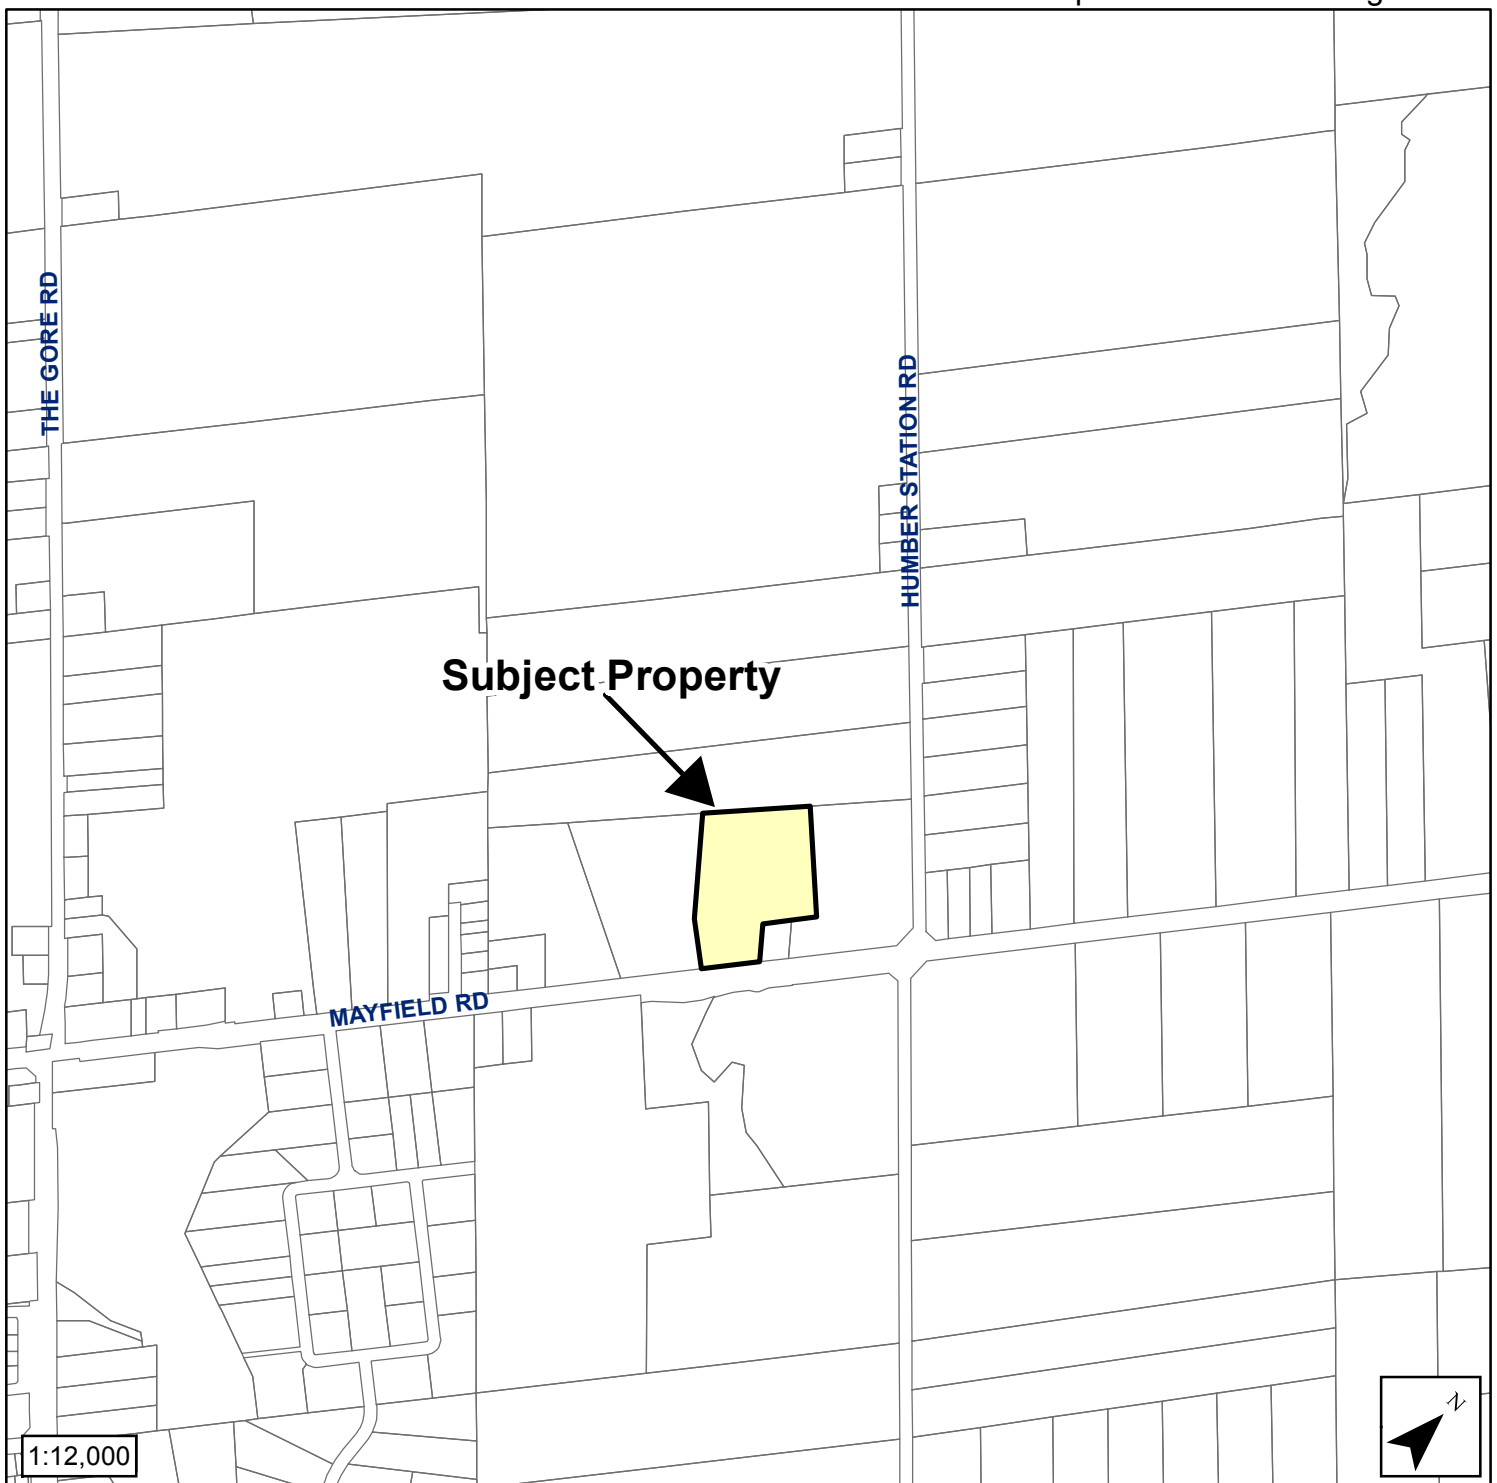 THE GORE RD
HUMBER STATION RD
Subject Property
MAYFIELD RD
N
1:12,000